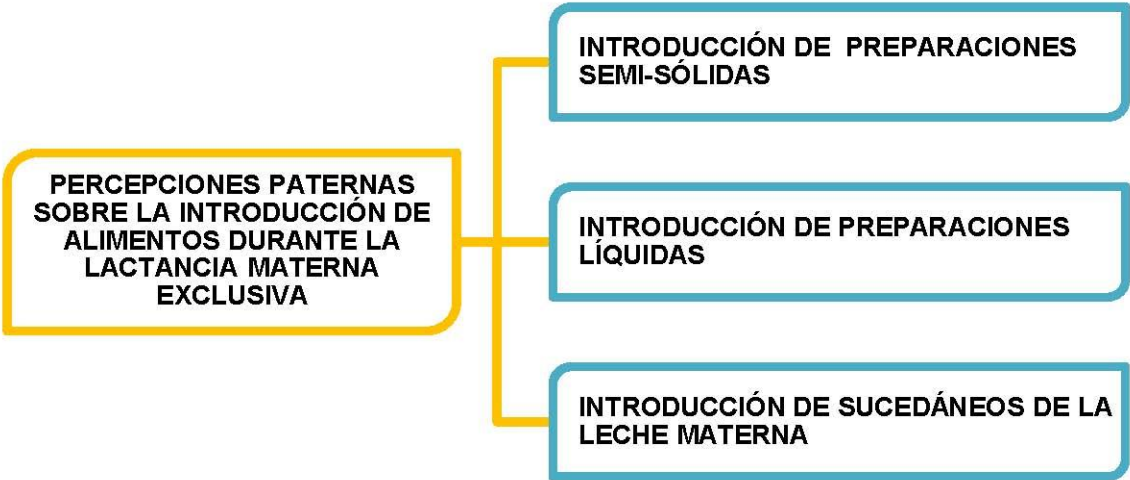 PERCEPCIONES PATERNAS
SOBRE LA INTRODUCCIÓN DE
ALIMENTOS DURANTE LA
LACTANCIA MATERNA
EXCLUSIVA
INTRODUCCIÓN DE PREPARACIONES
SEMI-SÓLIDAS
INTRODUCCIÓN DE PREPARACIONES
LÍQUIDAS
INTRODUCCIÓN DE SUCEDÁNEOS DE LA
LECHE MATERNA